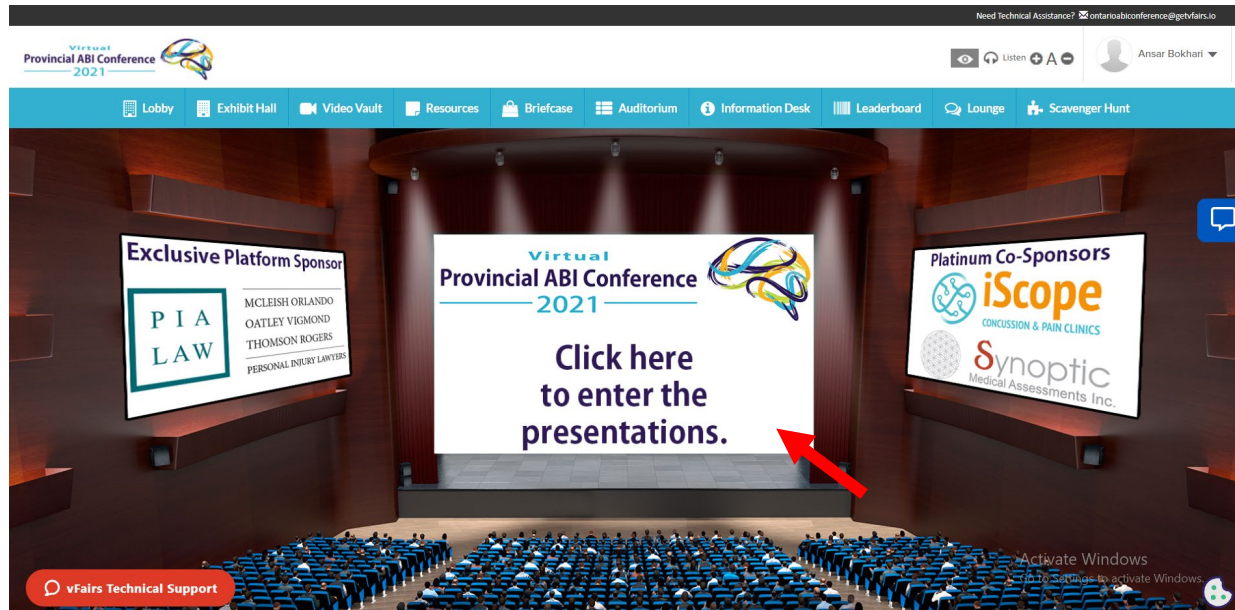 Need Technical Assistance? ontarioabiconference@getvfairs.io
Virtual
Provincial ABI Conference
2021
Listen A
Ansar Bokhari
Lobby Exhibit Hall Video Vault Resources Briefcase Auditorium Information Desk Leaderboard Lounge Scavenger Hunt
Exclusive Platform Sponsor
PIA
LAW
MCLEISH ORLANDO
OATLEY VIGMOND
THOMSON ROGERS
PERSONAL INJURY LAWYERS
Virtual
Provincial ABI Conference
2021
Click here
to enter the
presentations.
Platinum Co-Sponsors
iScope
CONCUSSION & PAIN CLINICS
Synoptic
Medical Assessments Inc.
vFairs Technical Support
Activate Windows
Go to Settings to activate Windows.